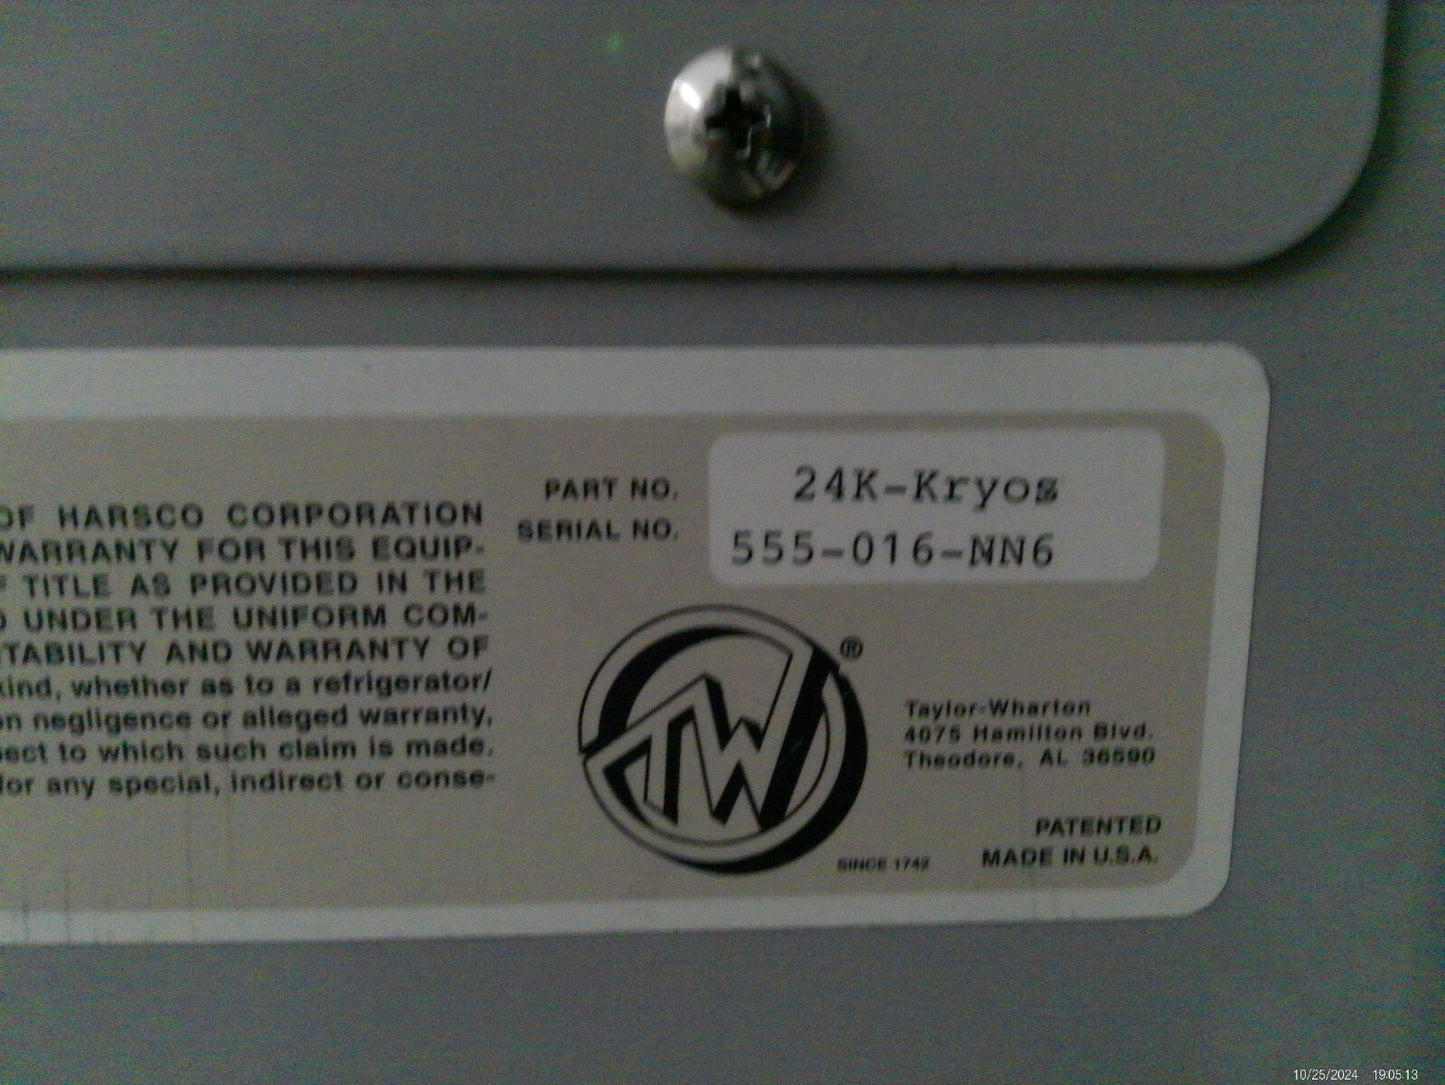 PART NO. 24K-Kryos
SERIAL NO. 555-016-NN6
OF HARSCO CORPORATION
WARRANTY FOR THIS EQUIP-
F TITLE AS PROVIDED IN THE
D UNDER THE UNIFORM COM-
TABILITY AND WARRANTY OF
kind, whether as to a refrigerator/
on negligence or alleged warranty,
ect to which such claim is made.
for any special, indirect or conse-
TW
®
Taylor-Wharton
4075 Hamilton Blvd.
Theodore, AL 36590
SINCE 1742
PATENTED
MADE IN U.S.A.
10/25/2024 19:05:13